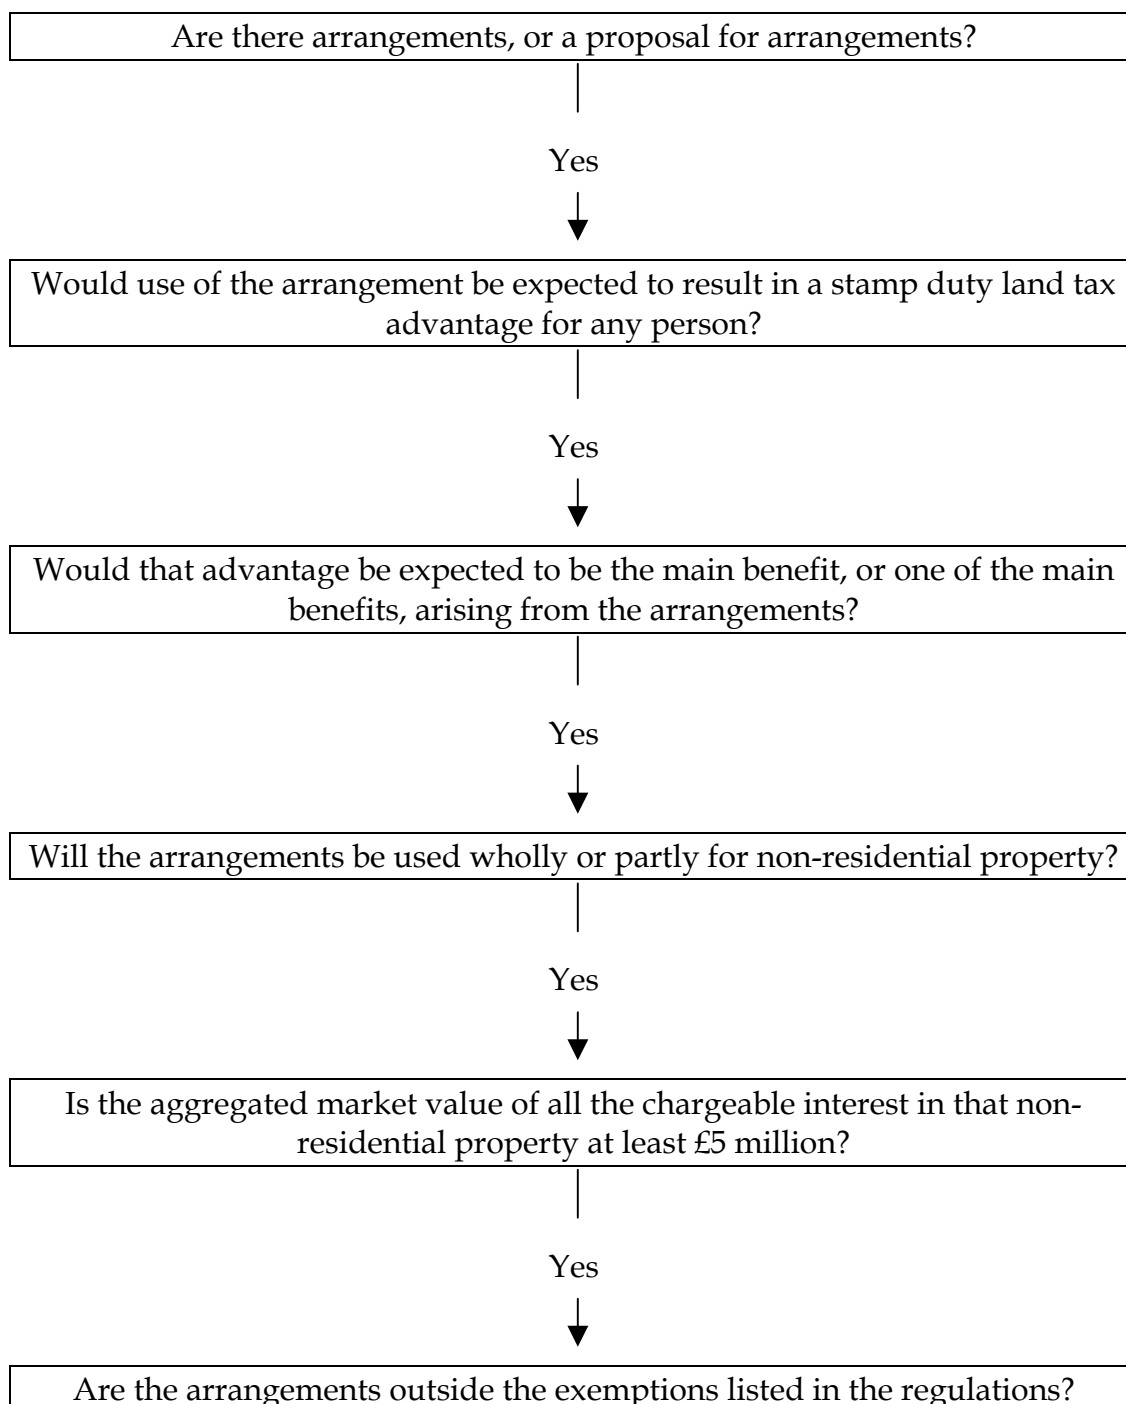 Are there arrangements, or a proposal for arrangements?
Yes
Would use of the arrangement be expected to result in a stamp duty land tax
advantage for any person?
Yes
Would that advantage be expected to be the main benefit, or one of the main
benefits, arising from the arrangements?
Yes
Will the arrangements be used wholly or partly for non-residential property?
Yes
Is the aggregated market value of all the chargeable interest in that non-
residential property at least £5 million?
Yes
Are the arrangements outside the exemptions listed in the regulations?